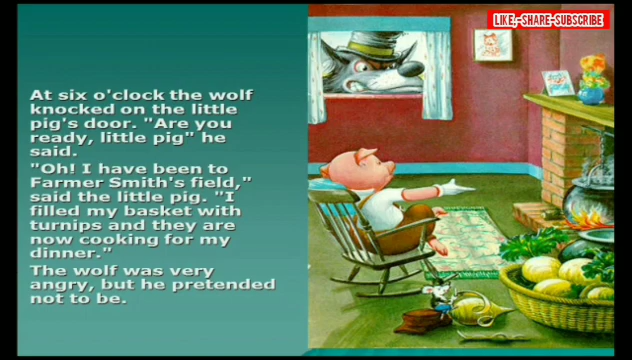 LIKE,-SHARE-SUBSCRIBE
At six o'clock the wolf
knocked on the little
pig's door. "Are you
ready, little pig" he
said.
"Oh! I have been to
Farmer Smith's field,"
said the little pig. "I
filled my basket with
turnips and they are
now cooking for my
dinner."
The wolf was very
angry, but he pretended
not to be.